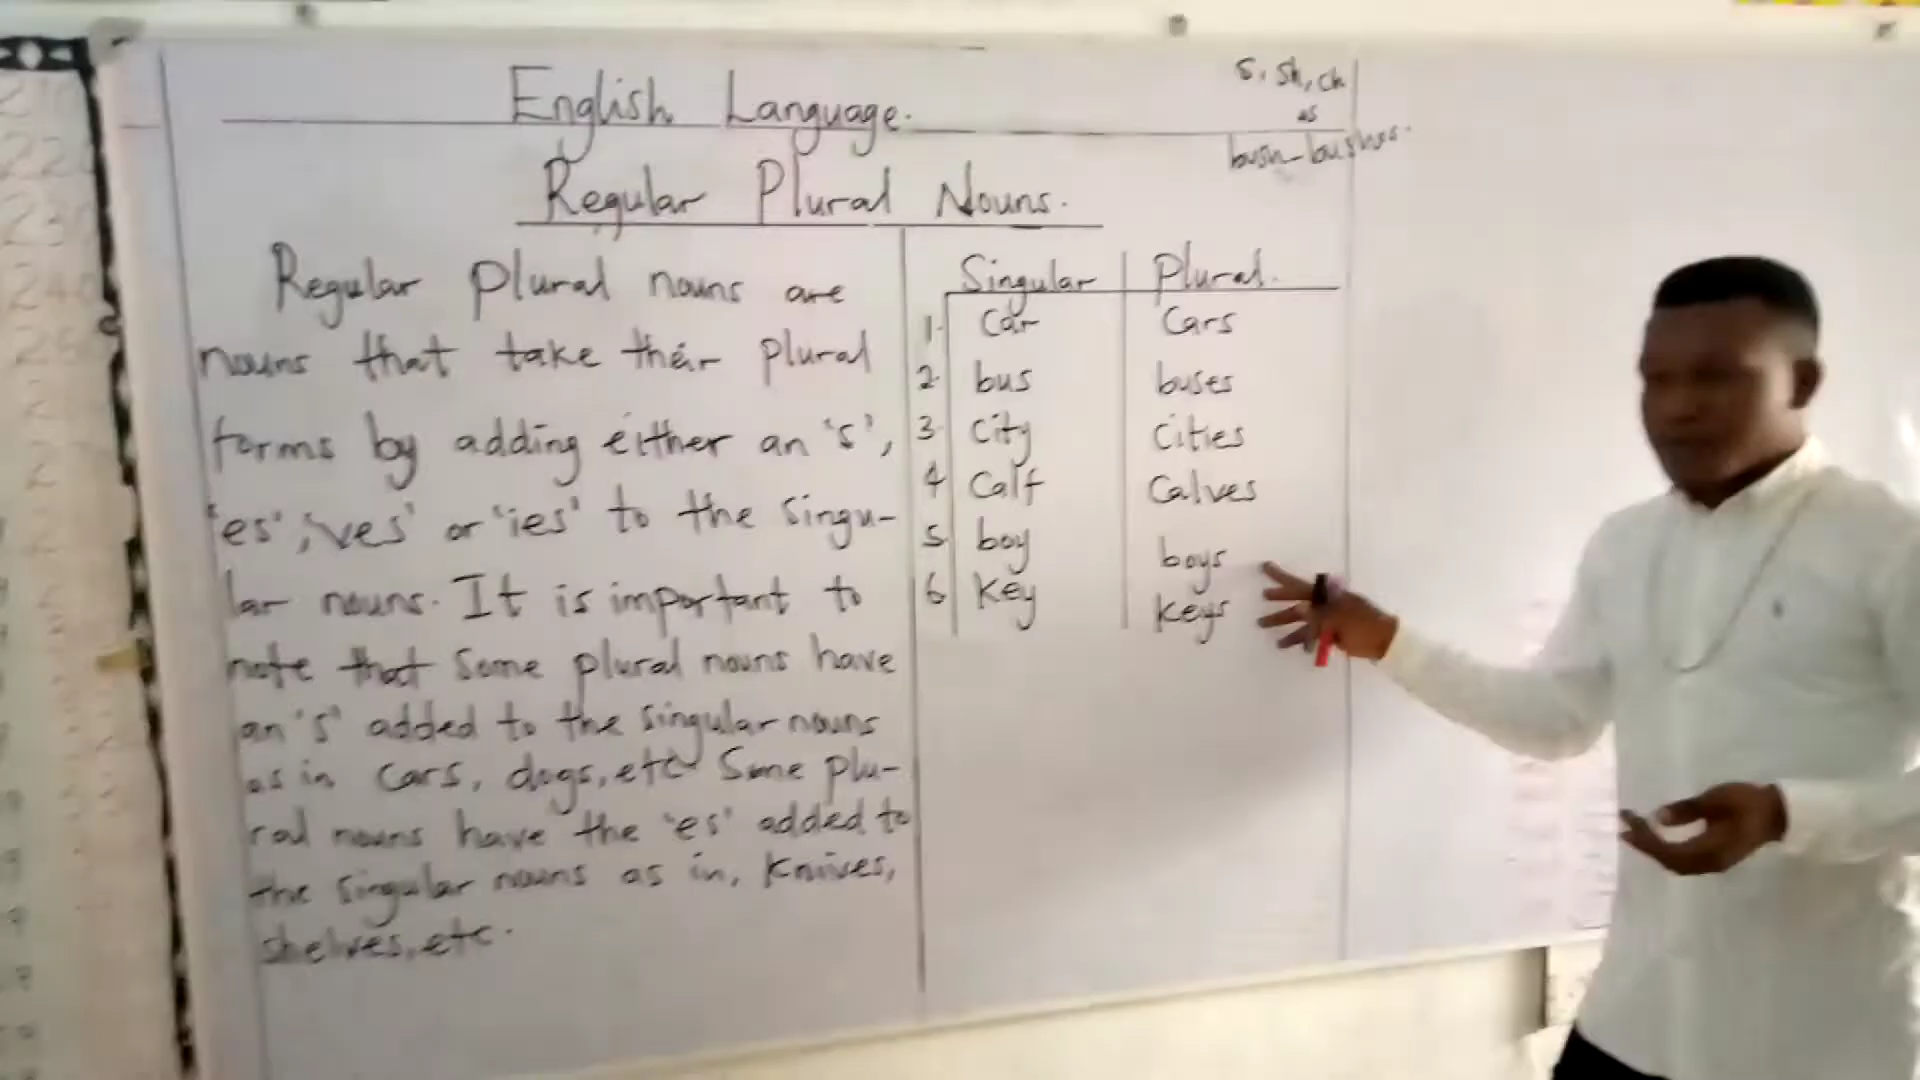 English Language.
s, sh, ch
as
bush - bushes.
Regular Plural Nouns.
Regular plural nouns are
nouns that take their plural
forms by adding either an 's',
'es', 'ves' or 'ies' to the singu-
lar nouns. It is important to
note that some plural nouns have
an 's' added to the singular nouns
as in cars, dogs, etc. Some plu-
ral nouns have the 'es' added to
the singular nouns as in, knives,
shelves, etc.
Singular | Plural.
1. Car Cars
2 bus buses
3 City Cities
4 Calf Calves
5 boy boys
6 Key Keys